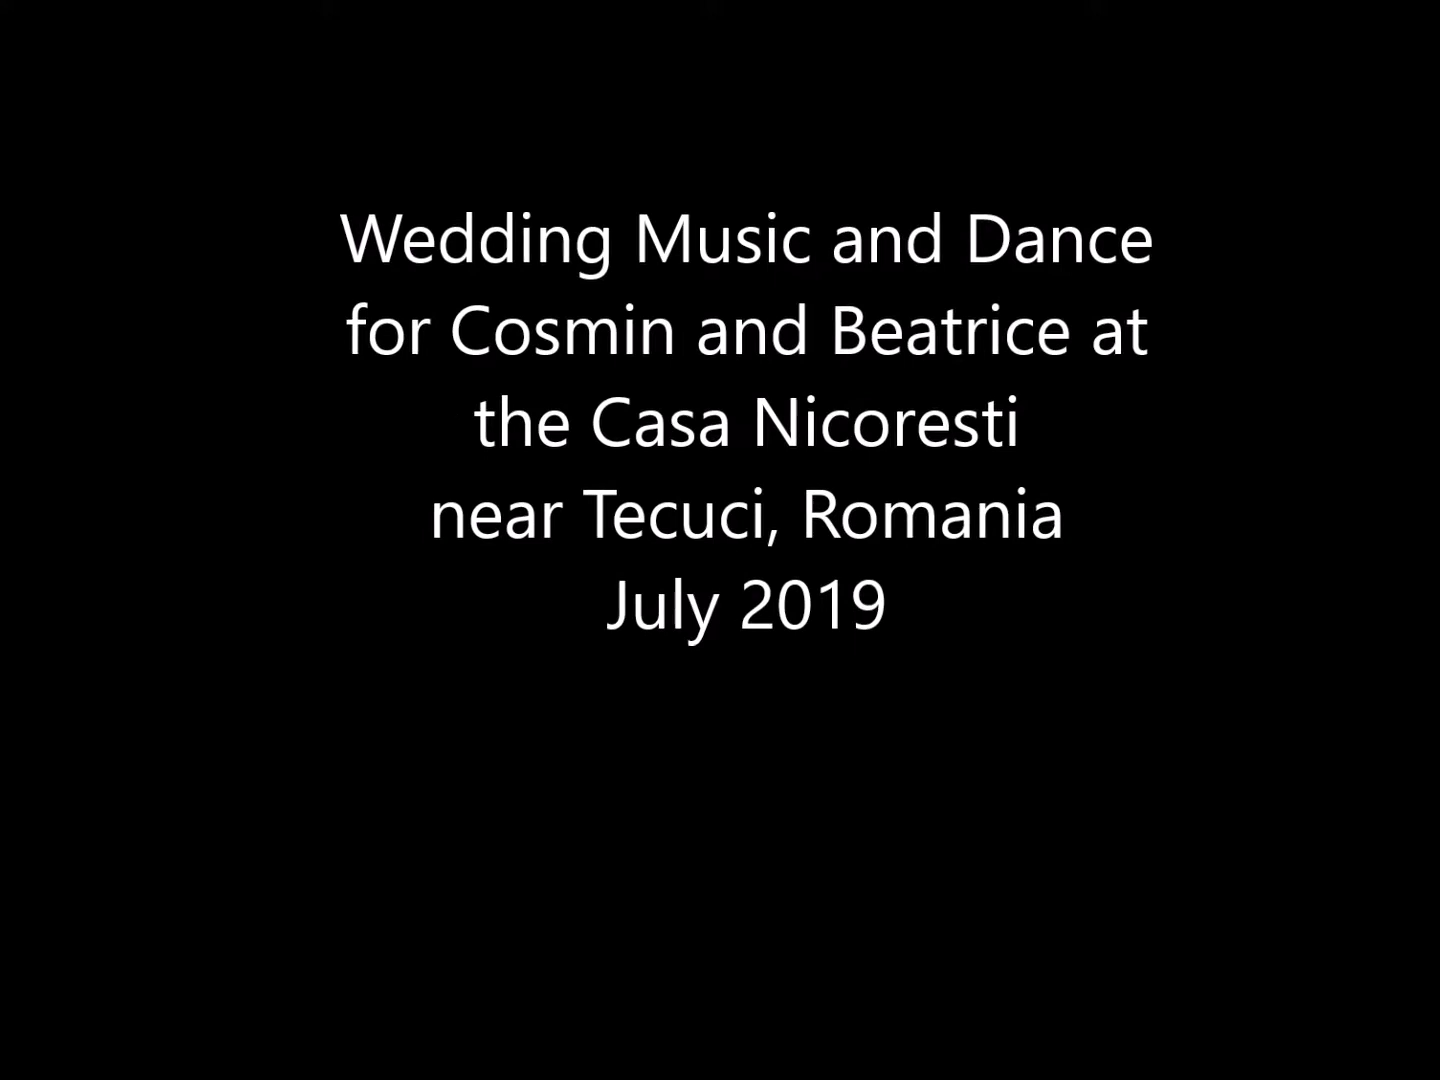 Wedding Music and Dance
for Cosmin and Beatrice at
the Casa Nicoresti
near Tecuci, Romania
July 2019